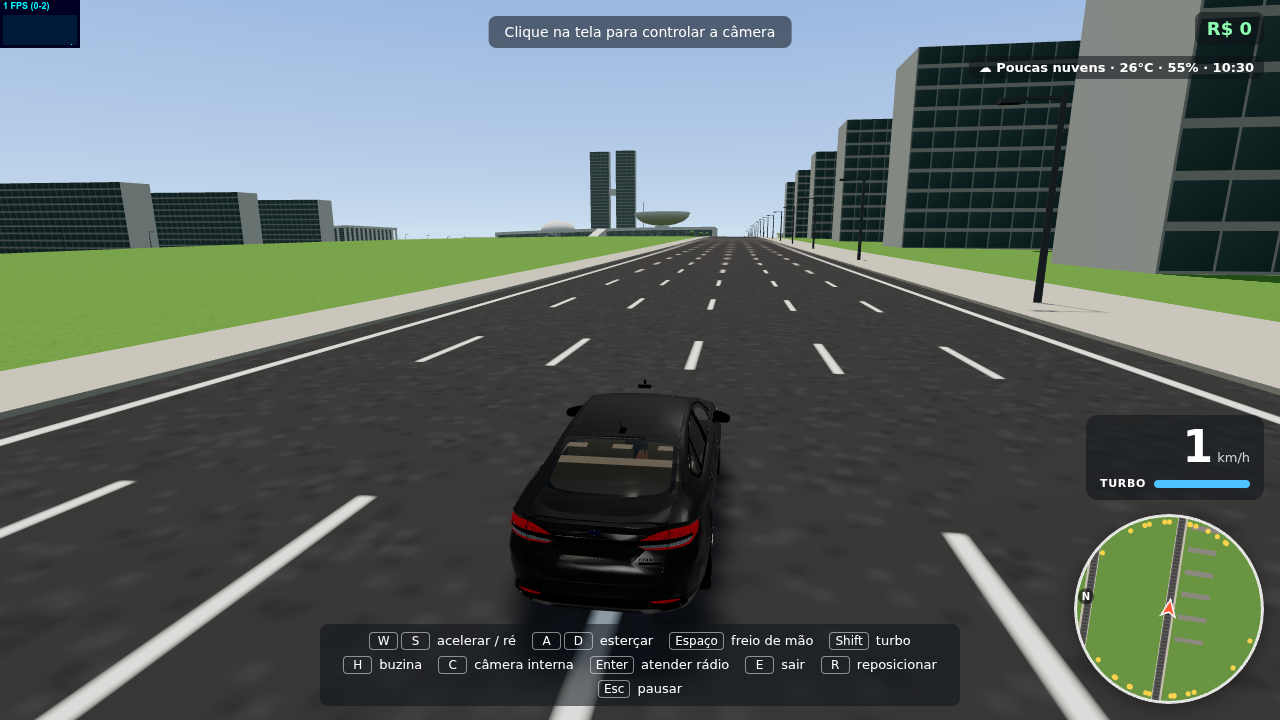 1 FPS (0-2)
Clique na tela para controlar a câmera
R$ 0
☁ Poucas nuvens · 26°C · 55% · 10:30
1 km/h
TURBO
N
W S acelerar / ré A D esterçar Espaço freio de mão Shift turbo
H buzina C câmera interna Enter atender rádio E sair R reposicionar
Esc pausar